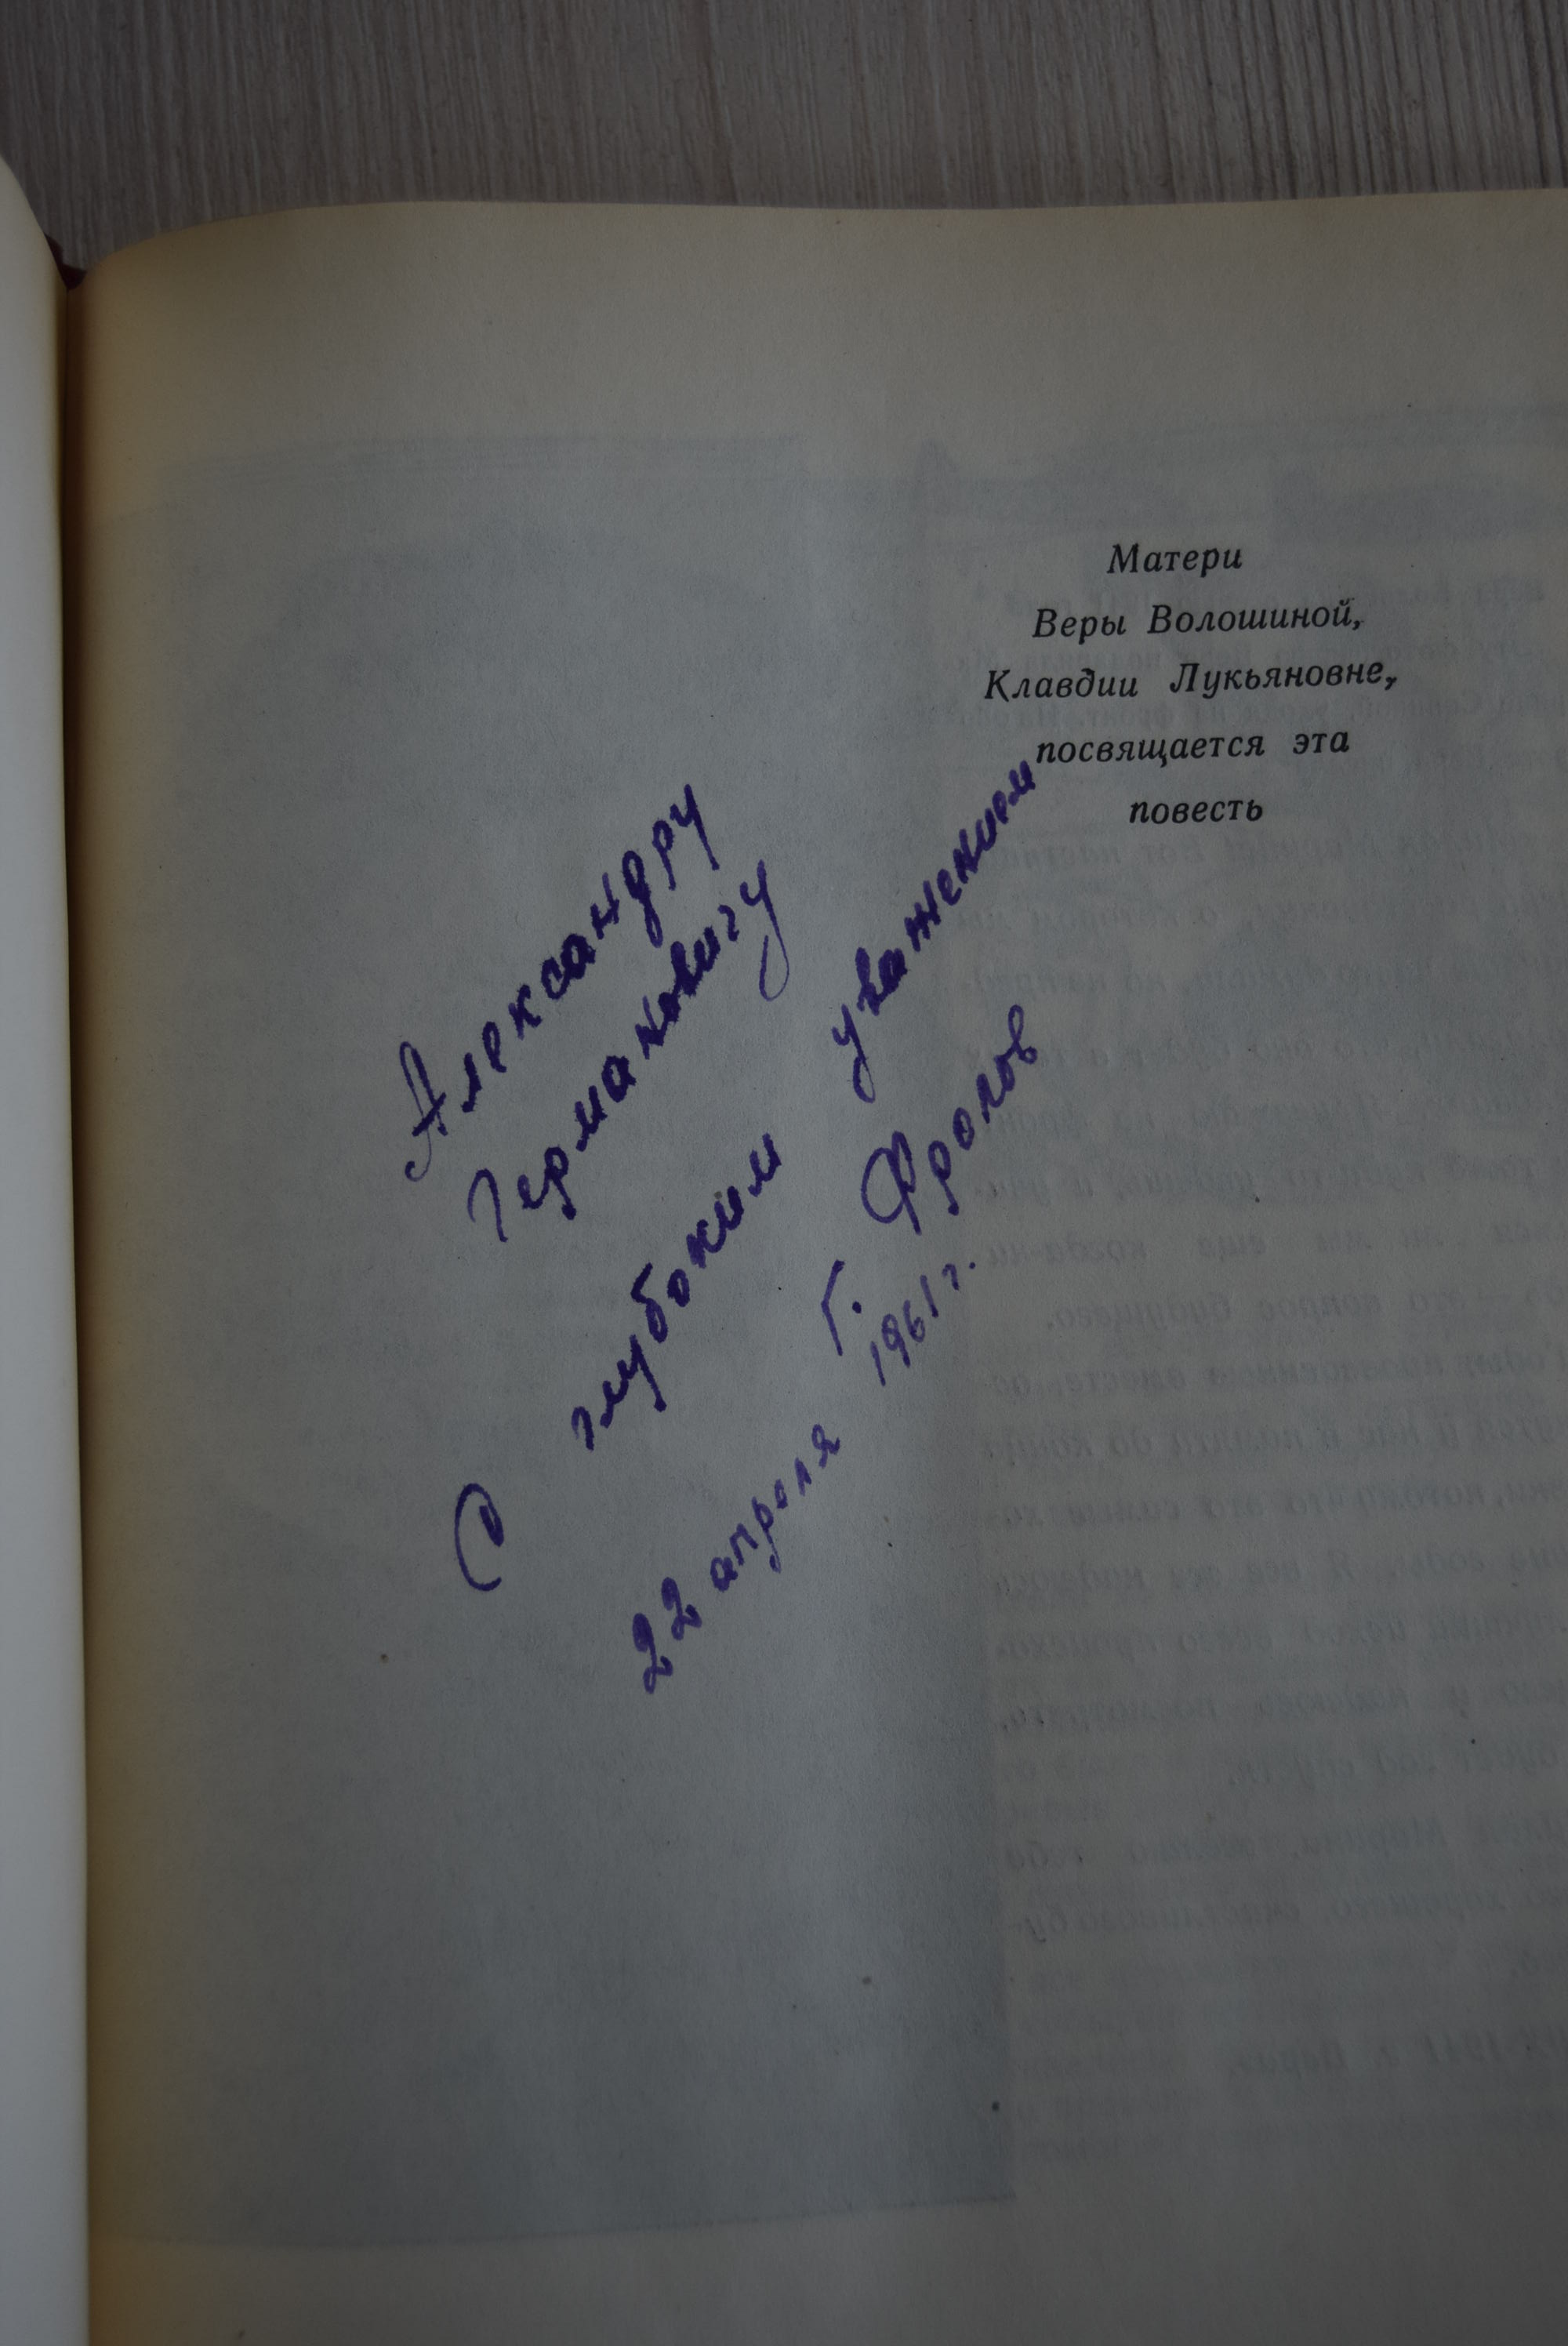 Матери
Веры Волошиной,
Клавдии Лукьяновне,
посвящается эта
повесть
Александру
Германовичу
С глубоким уважением
Г. Фролов
22 апреля 1961 г.